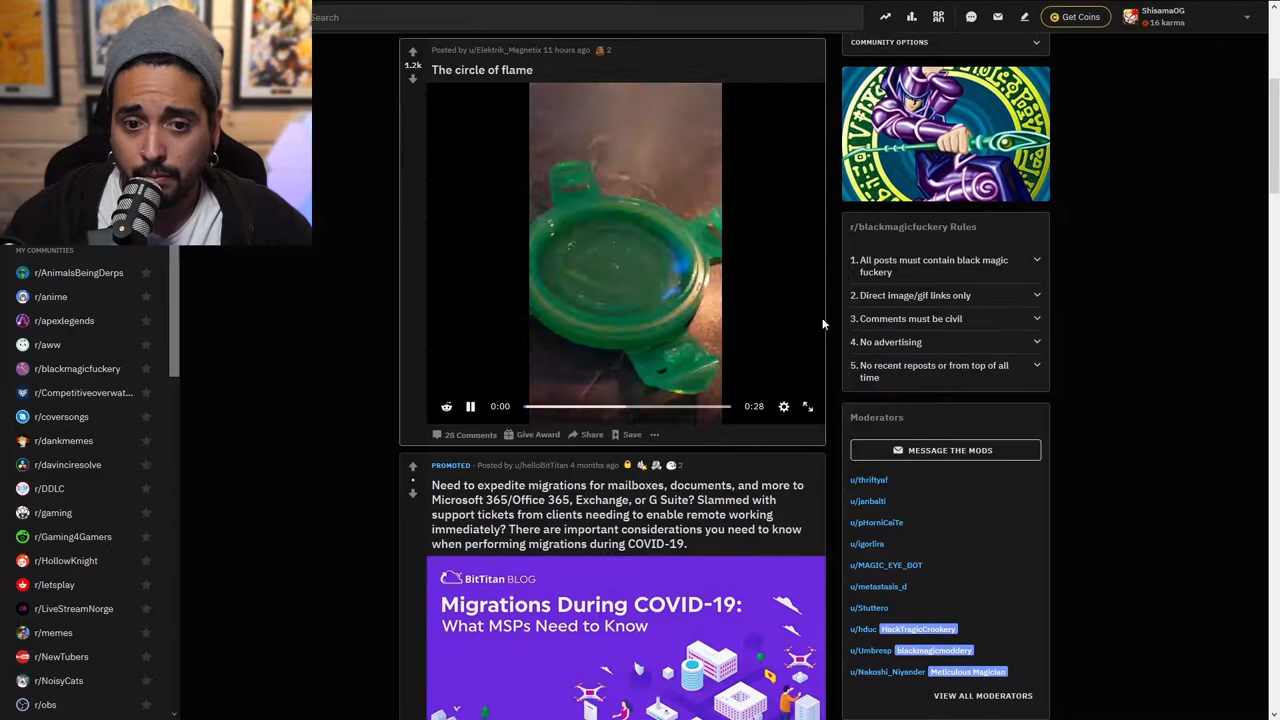 Search
Get Coins
ShisamaOG
16 karma
MY COMMUNITIES
r/AnimalsBeingDerps
r/anime
r/apexlegends
r/aww
r/blackmagicfuckery
r/Competitiveoverwat...
r/coversongs
r/dankmemes
r/davinciresolve
r/DDLC
r/gaming
r/Gaming4Gamers
r/HollowKnight
r/letsplay
r/LiveStreamNorge
r/memes
r/NewTubers
r/NoisyCats
r/obs
Posted by u/Elektrik_Magnetix 11 hours ago 2
1.2k
The circle of flame
0:00
0:28
28 Comments Give Award Share Save
PROMOTED · Posted by u/helloBitTitan 4 months ago 2
Need to expedite migrations for mailboxes, documents, and more to
Microsoft 365/Office 365, Exchange, or G Suite? Slammed with
support tickets from clients needing to enable remote working
immediately? There are important considerations you need to know
when performing migrations during COVID-19.
BitTitan BLOG
Migrations During COVID-19:
What MSPs Need to Know
COMMUNITY OPTIONS
r/blackmagicfuckery Rules
1. All posts must contain black magic
fuckery
2. Direct image/gif links only
3. Comments must be civil
4. No advertising
5. No recent reposts or from top of all
time
Moderators
MESSAGE THE MODS
u/thriftyaf
u/janbalti
u/pHorniCaiTe
u/igorlira
u/MAGIC_EYE_BOT
u/metastasis_d
u/Stuttero
u/hduc HackTragicCrookery
u/Umbresp blackmagicmoddery
u/Nakoshi_Niyander Meticulous Magician
VIEW ALL MODERATORS